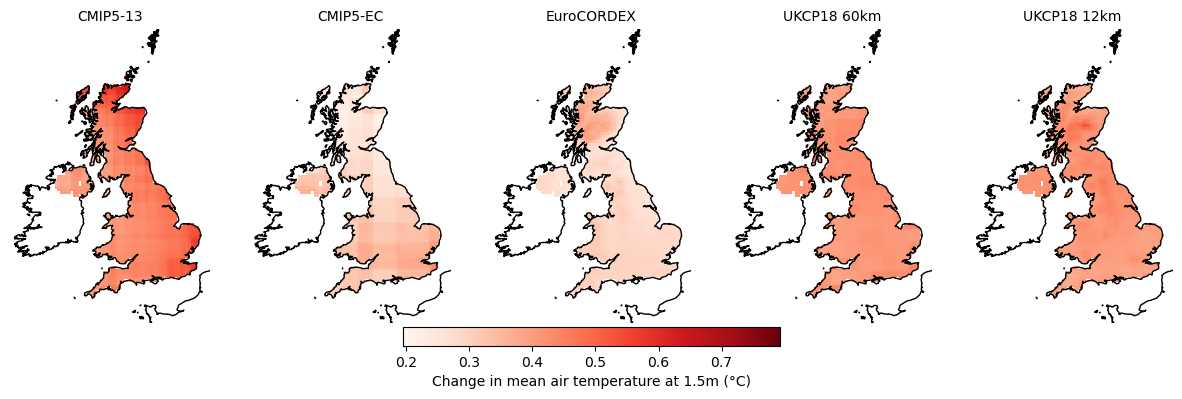 CMIP5-13
CMIP5-EC
EuroCORDEX
UKCP18 60km
UKCP18 12km
0.2 0.3 0.4 0.5 0.6 0.7
Change in mean air temperature at 1.5m (°C)